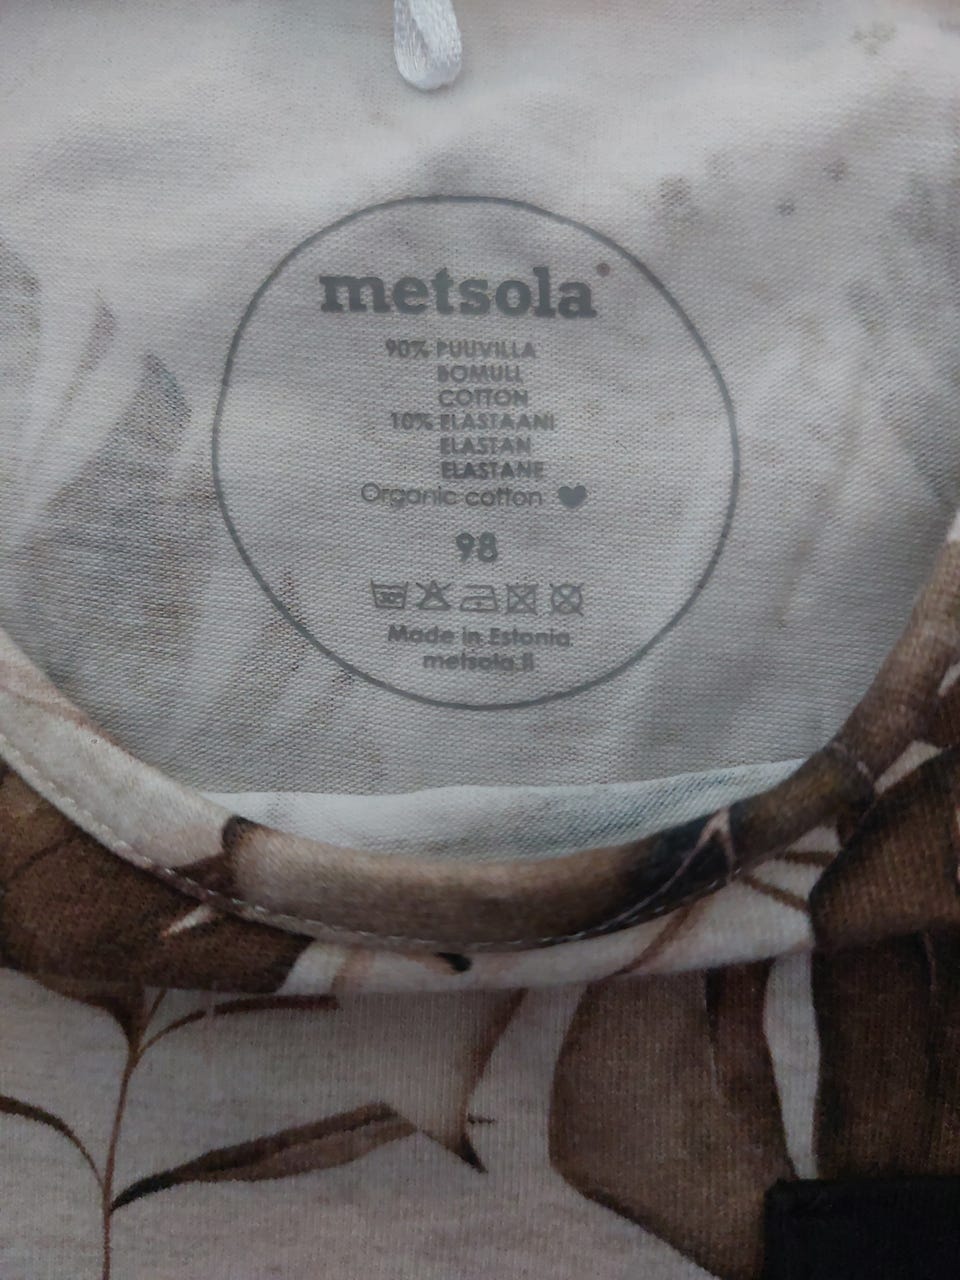 metsola
90% PUUVILLA
BOMULL
COTTON
10% ELASTAANI
ELASTAN
ELASTANE
Organic cotton
98
Made in Estonia
metsola.fi